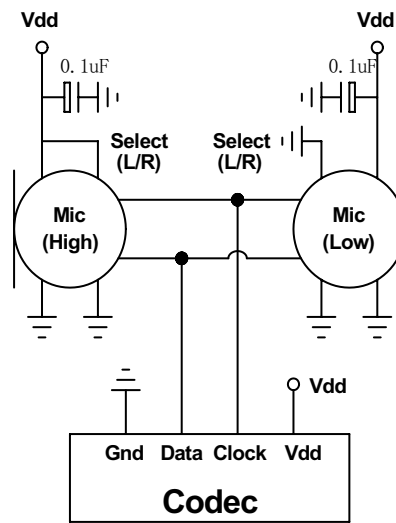 Vdd
Vdd
0.1uF
0.1uF
Select
(L/R)
Select
(L/R)
Mic
(High)
Mic
(Low)
Vdd
Gnd Data Clock Vdd
Codec